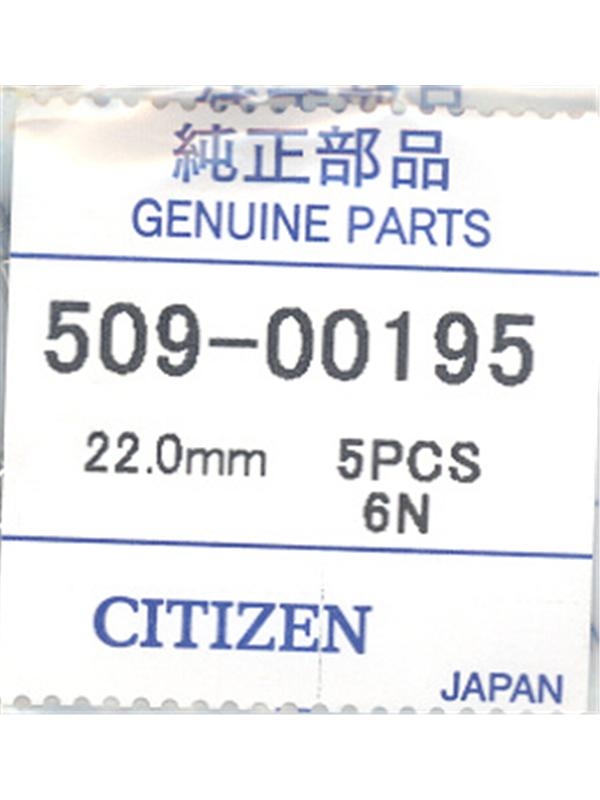 純正部品
GENUINE PARTS
509-00195
22.0mm 5PCS
6N
CITIZEN
JAPAN